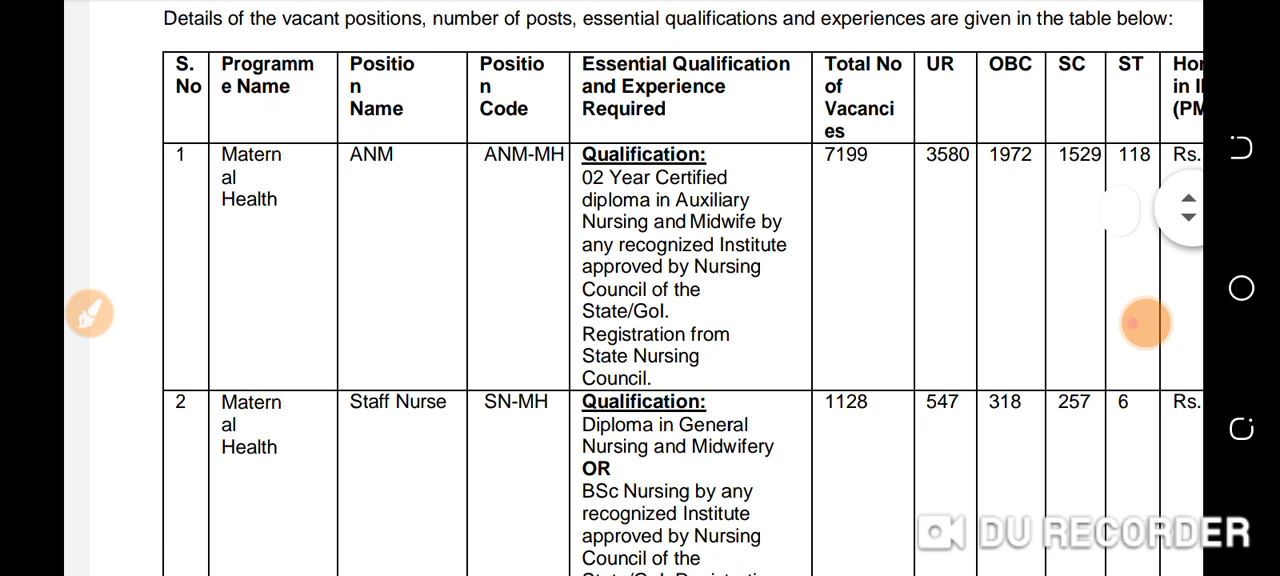 Details of the vacant positions, number of posts, essential qualifications and experiences are given in the table below:
S. No
Programm e Name
Positio n Name
Positio n Code
Essential Qualification and Experience Required
Total No of Vacanci es
UR
OBC
SC
ST
in
(PM
1
Matern al Health
ANM
ANM-MH
Qualification:
02 Year Certified
diploma in Auxiliary
Nursing and Midwife by
any recognized Institute
approved by Nursing
Council of the
State/GoI.
Registration from
State Nursing
Council.
7199
3580
1972
1529
118
Rs.
2
Matern al Health
Staff Nurse
SN-MH
Qualification:
Diploma in General
Nursing and Midwifery
OR
BSc Nursing by any
recognized Institute
approved by Nursing
Council of the
1128
547
318
257
6
Rs.
DU RECORDER